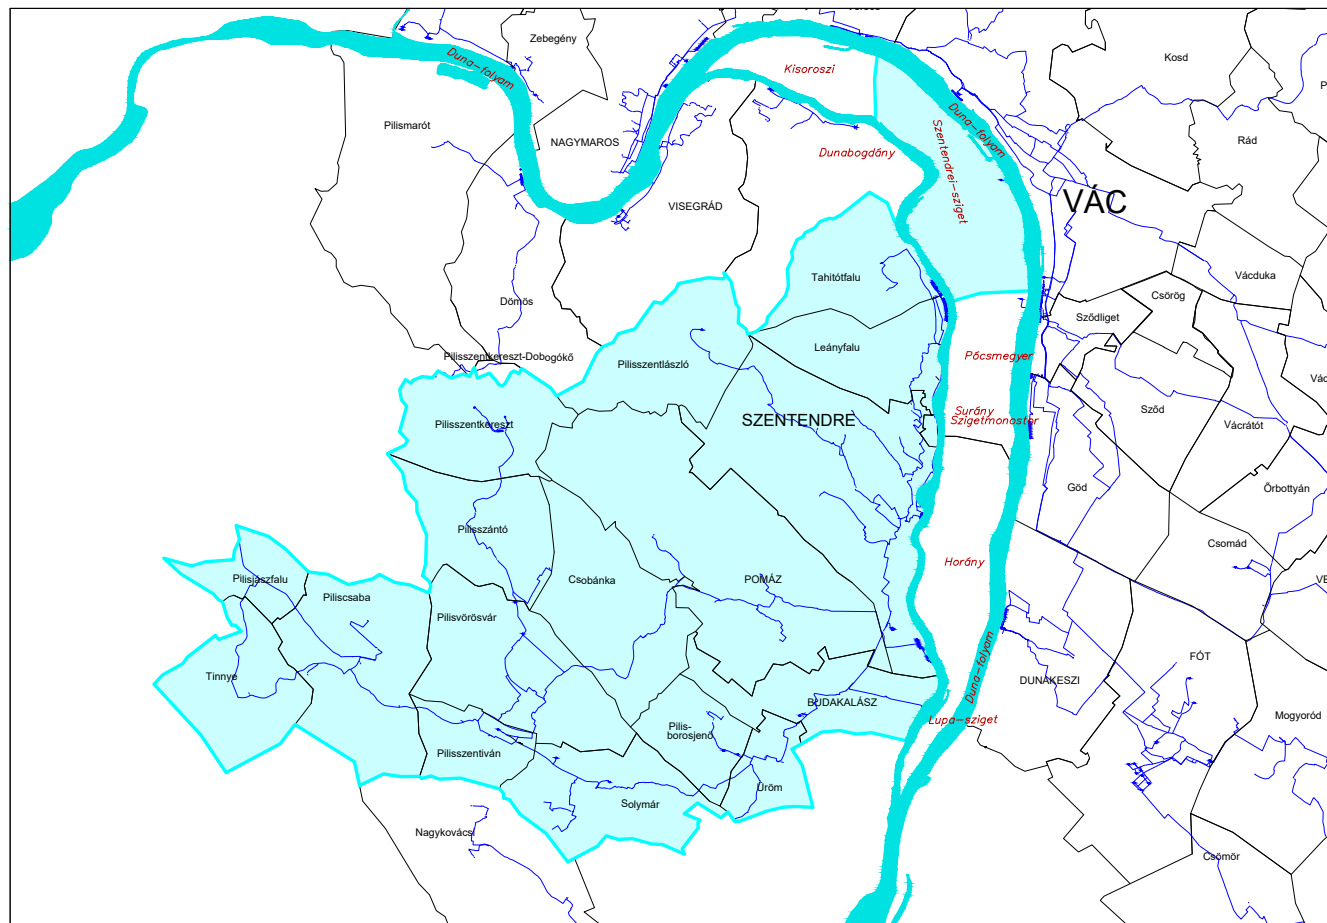 Zebegény
Kosd
Duna-folyam
Kisoroszi
Pilismarót
NAGYMAROS
Duna-folyam
Rád
Dunabogdány
Szentendrei-sziget
VISEGRÁD
VÁC
Tahitótfalu
Vácduka
Dömös
Csörög
Sződliget
Leányfalu
Pilisszentkereszt-Dobogókő
Pilisszentlászló
Pócsmegyer
Surány
Sződ
SZENTENDRE
Szigetmonostor
Pilisszentkereszt
Vácrátót
Göd
Őrbottyán
Pilisszántó
Csomád
Horány
Pilisjászfalu
Csobánka
POMÁZ
Piliscsaba
Pilisvörösvár
FÓT
Tinnye
Duna-folyam
DUNAKESZI
BUDAKALÁSZ
Lupa-sziget
Mogyoród
Pilis-
borosjenő
Pilisszentiván
Üröm
Solymár
Nagykovácsi
Csömör